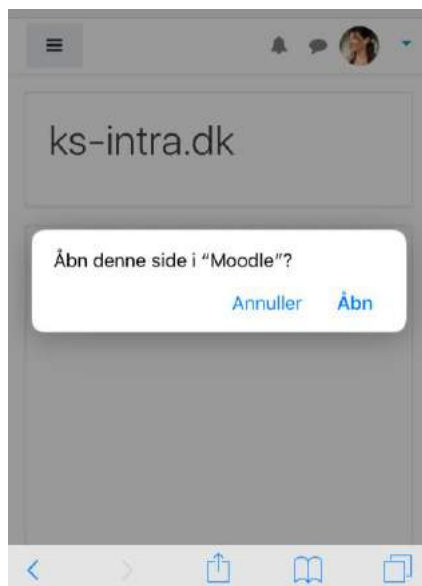 ks-intra.dk
Åbn denne side i “Moodle”?
Annuller Åbn